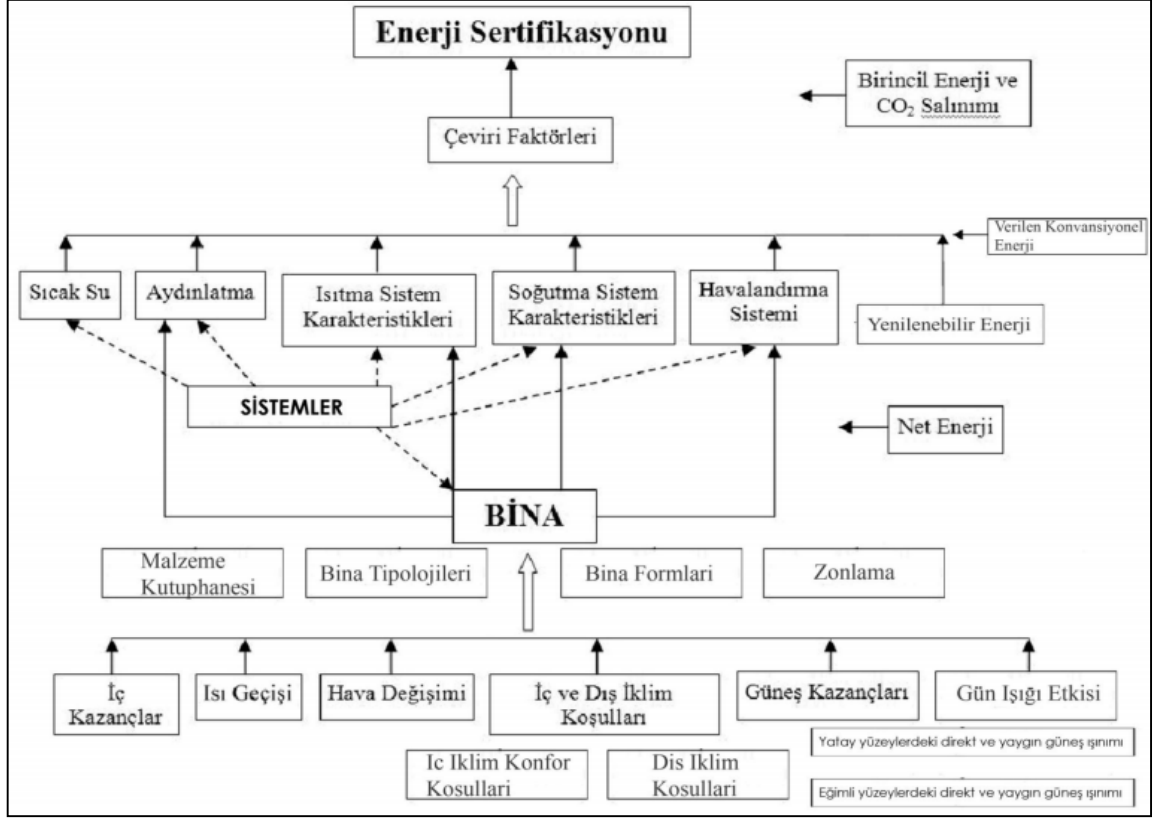 Enerji Sertifikasyonu
Birincil Enerji ve
CO₂ Salınımı
Çeviri Faktörleri
Verilen Konvansiyonel
Enerji
Sıcak Su
Aydınlatma
Isıtma Sistem
Karakteristikleri
Soğutma Sistem
Karakteristikleri
Havalandırma
Sistemi
Yenilenebilir Enerji
SİSTEMLER
Net Enerji
BİNA
Malzeme
Kutuphanesi
Bina Tipolojileri
Bina Formlari
Zonlama
İç
Kazançlar
Isı Geçişi
Hava Değişimi
İç ve Dış İklim
Koşulları
Güneş Kazançları
Gün Işığı Etkisi
Ic Iklim Konfor
Kosullari
Dis Iklim
Kosullari
Yatay yüzeylerdeki direkt ve yaygın güneş ışınımı
Eğimli yüzeylerdeki direkt ve yaygın güneş ışınımı